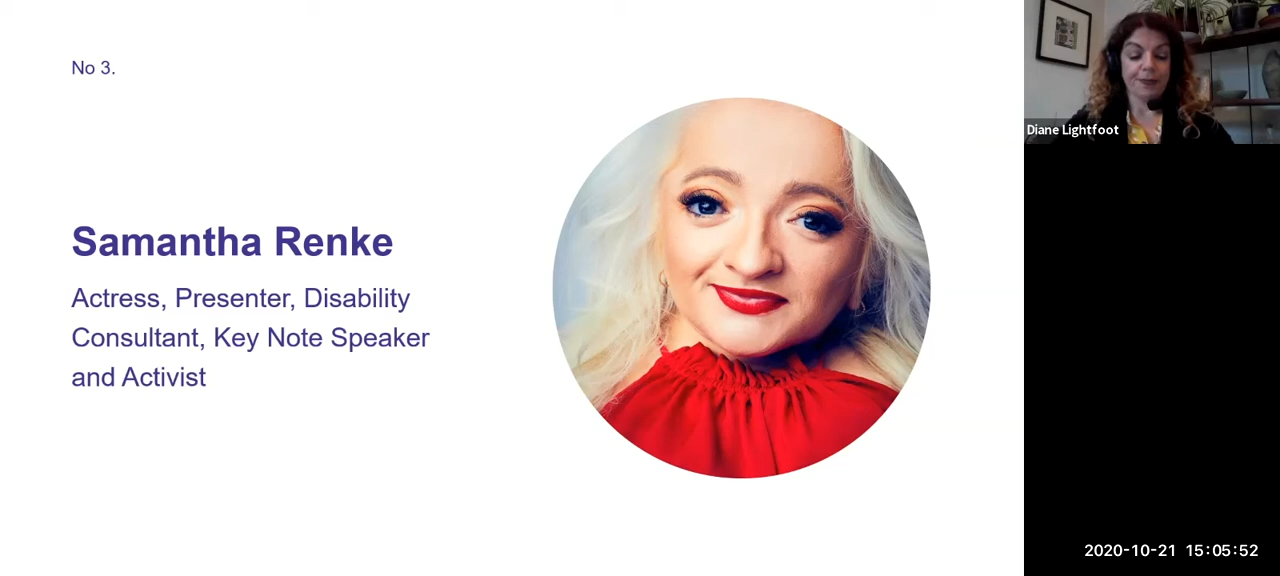 No 3.
Samantha Renke
Actress, Presenter, Disability
Consultant, Key Note Speaker
and Activist
Diane Lightfoot
2020-10-21 15:05:52